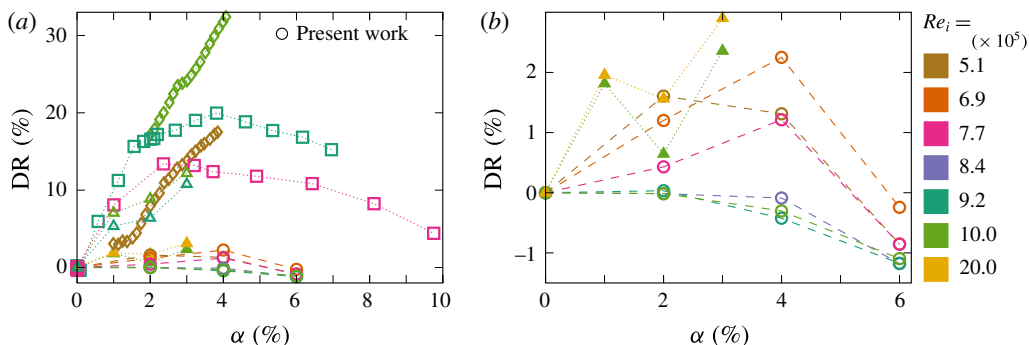 (a)
30
20
10
0
DR (%)
Present work
0 2 4 6 8 10
α (%)
(b)
2
1
0
−1
DR (%)
0 2 4 6
α (%)
Re_i =
(× 10⁵)
5.1
6.9
7.7
8.4
9.2
10.0
20.0